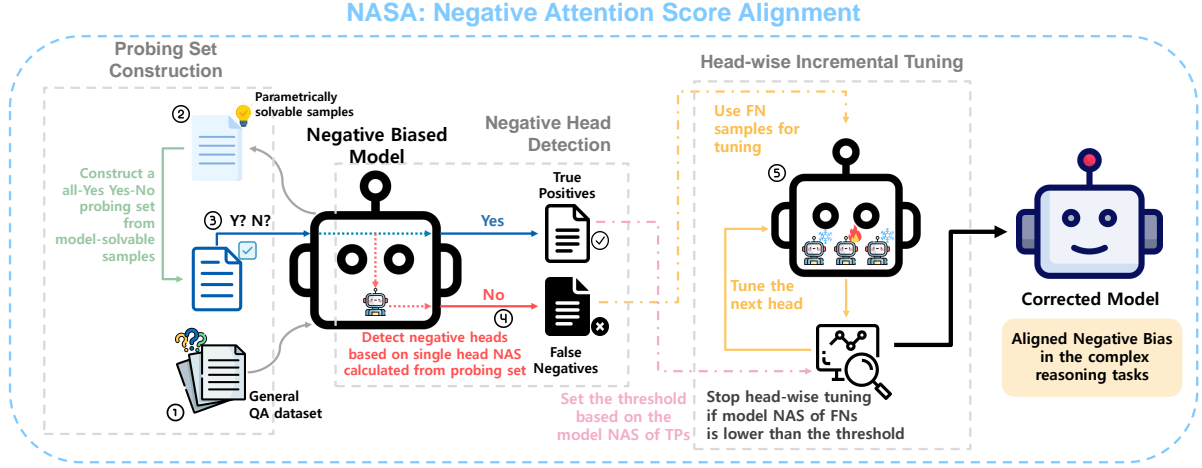 NASA: Negative Attention Score Alignment
Probing Set
Construction
②
Parametrically
solvable samples
Construct a
all-Yes Yes-No
probing set
from
model-solvable
samples
③ Y? N?
①
General
QA dataset
Negative Biased
Model
Negative Head
Detection
Yes
True
Positives
No
④
Detect negative heads
based on single head NAS
calculated from probing set
False
Negatives
Set the threshold
based on the
model NAS of TPs
Head-wise Incremental Tuning
Use FN
samples for
tuning
⑤
Tune the
next head
Stop head-wise tuning
if model NAS of FNs
is lower than the threshold
Corrected Model
Aligned Negative Bias
in the complex
reasoning tasks